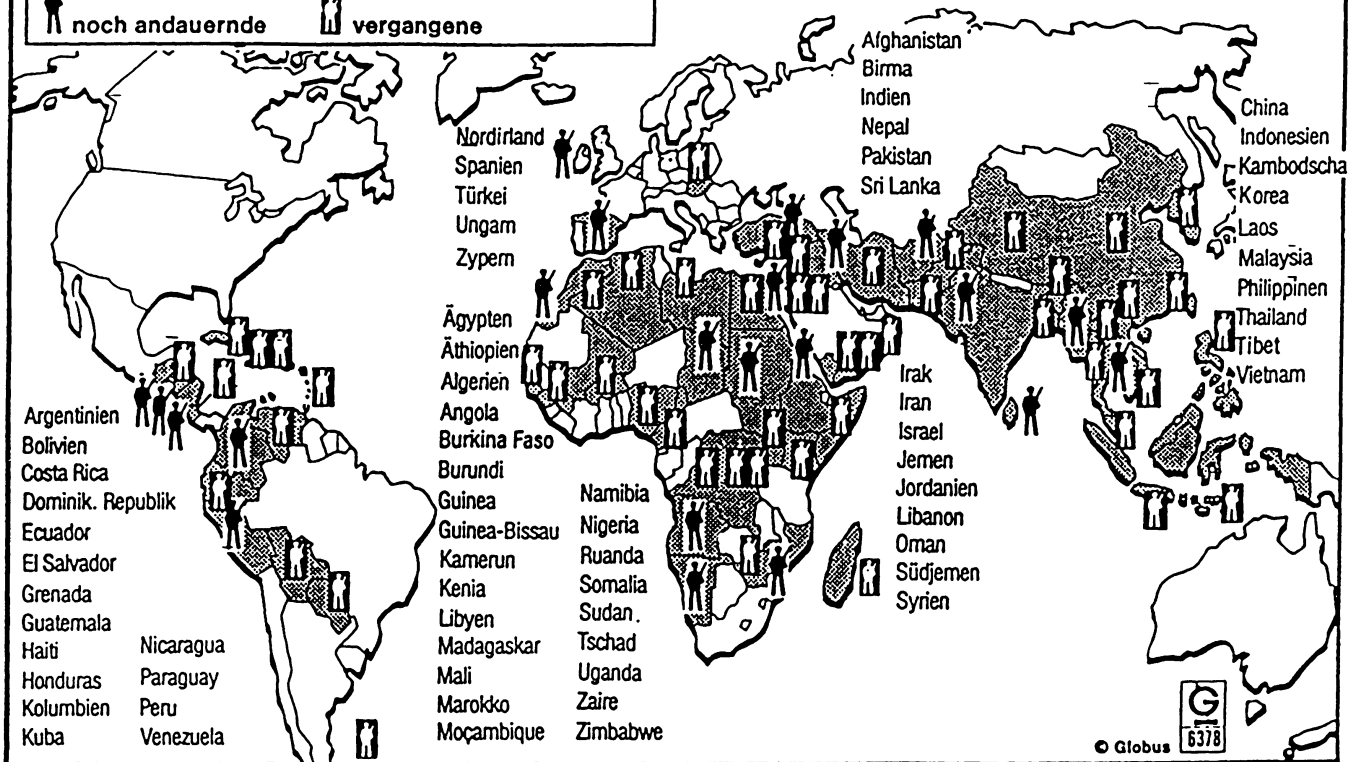 noch andauernde vergangene
Afghanistan
Birma
Indien
Nepal
Pakistan
Sri Lanka
China
Indonesien
Kambodscha
Korea
Laos
Malaysia
Philippinen
Thailand
Tibet
Vietnam
Nordirland
Spanien
Türkei
Ungarn
Zypern
Ägypten
Äthiopien
Algerien
Angola
Burkina Faso
Burundi
Guinea
Guinea-Bissau
Kamerun
Kenia
Libyen
Madagaskar
Mali
Marokko
Moçambique
Namibia
Nigeria
Ruanda
Somalia
Sudan
Tschad
Uganda
Zaire
Zimbabwe
Irak
Iran
Israel
Jemen
Jordanien
Libanon
Oman
Südjemen
Syrien
Argentinien
Bolivien
Costa Rica
Dominik. Republik
Ecuador
El Salvador
Grenada
Guatemala
Haiti
Honduras
Kolumbien
Kuba
Nicaragua
Paraguay
Peru
Venezuela
© Globus
G
6378